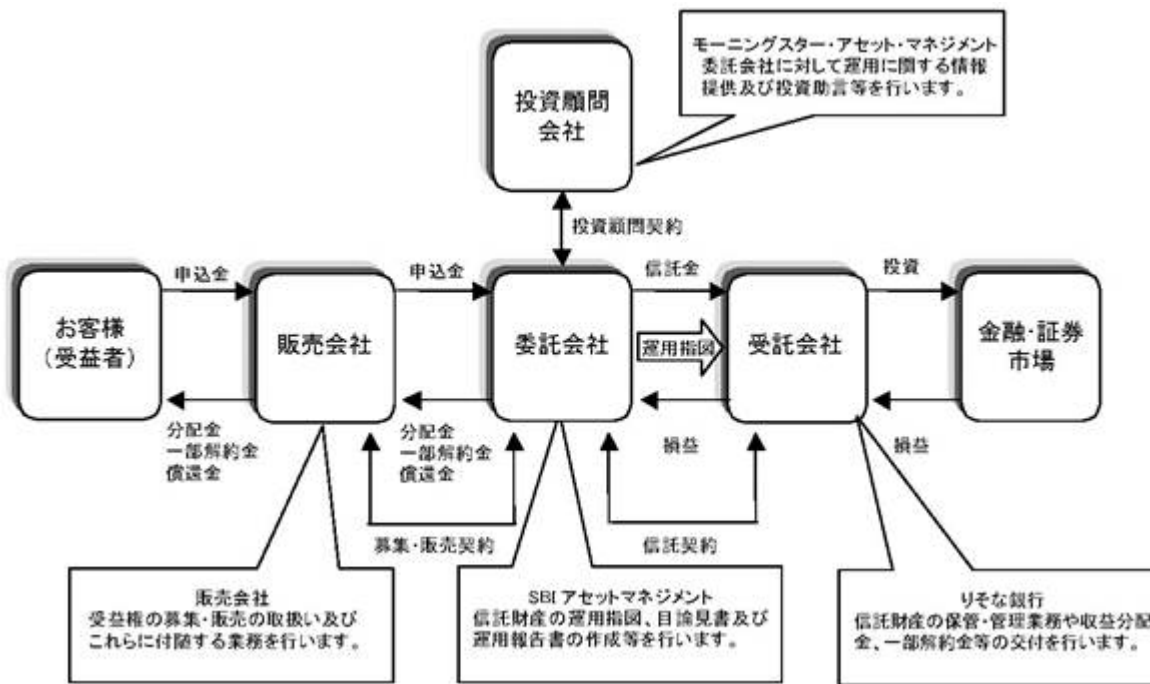 モーニングスター・アセット・マネジメント
委託会社に対して運用に関する情報
提供及び投資助言等を行います。
投資顧問
会社
投資顧問契約
申込金
申込金
信託金
投資
お客様
(受益者)
販売会社
委託会社
運用指図
受託会社
金融・証券
市場
分配金
一部解約金
償還金
分配金
一部解約金
償還金
損益
損益
募集・販売契約
信託契約
販売会社
受益権の募集・販売の取扱い及び
これらに付随する業務を行います。
SBI アセットマネジメント
信託財産の運用指図、目論見書及び
運用報告書の作成等を行います。
りそな銀行
信託財産の保管・管理業務や収益分配
金、一部解約金等の交付を行います。